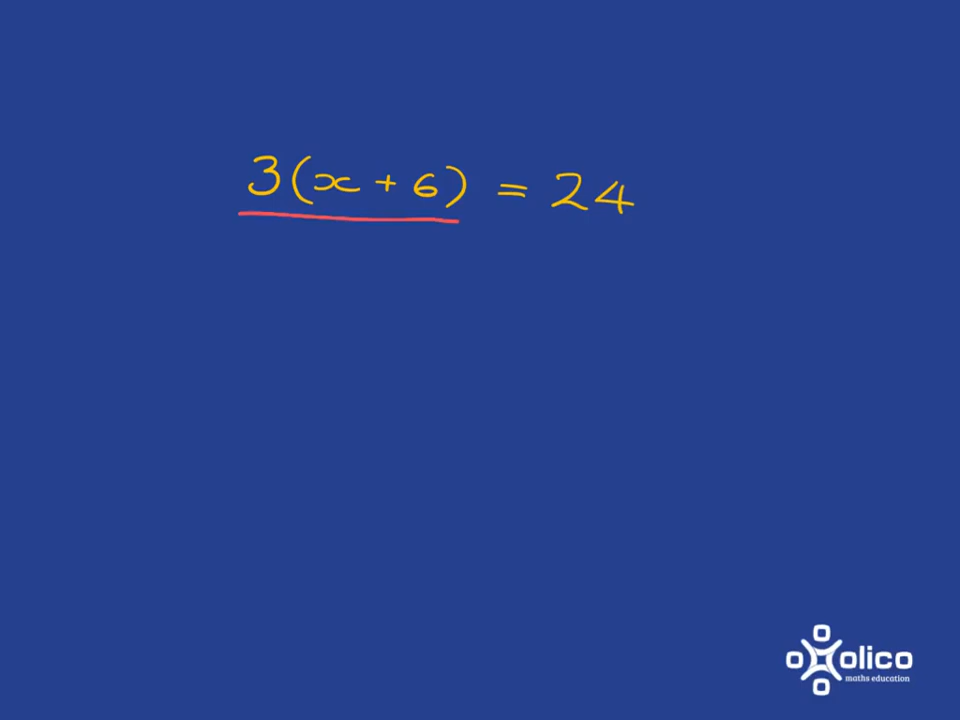 3(x + 6) = 24
olico
maths education